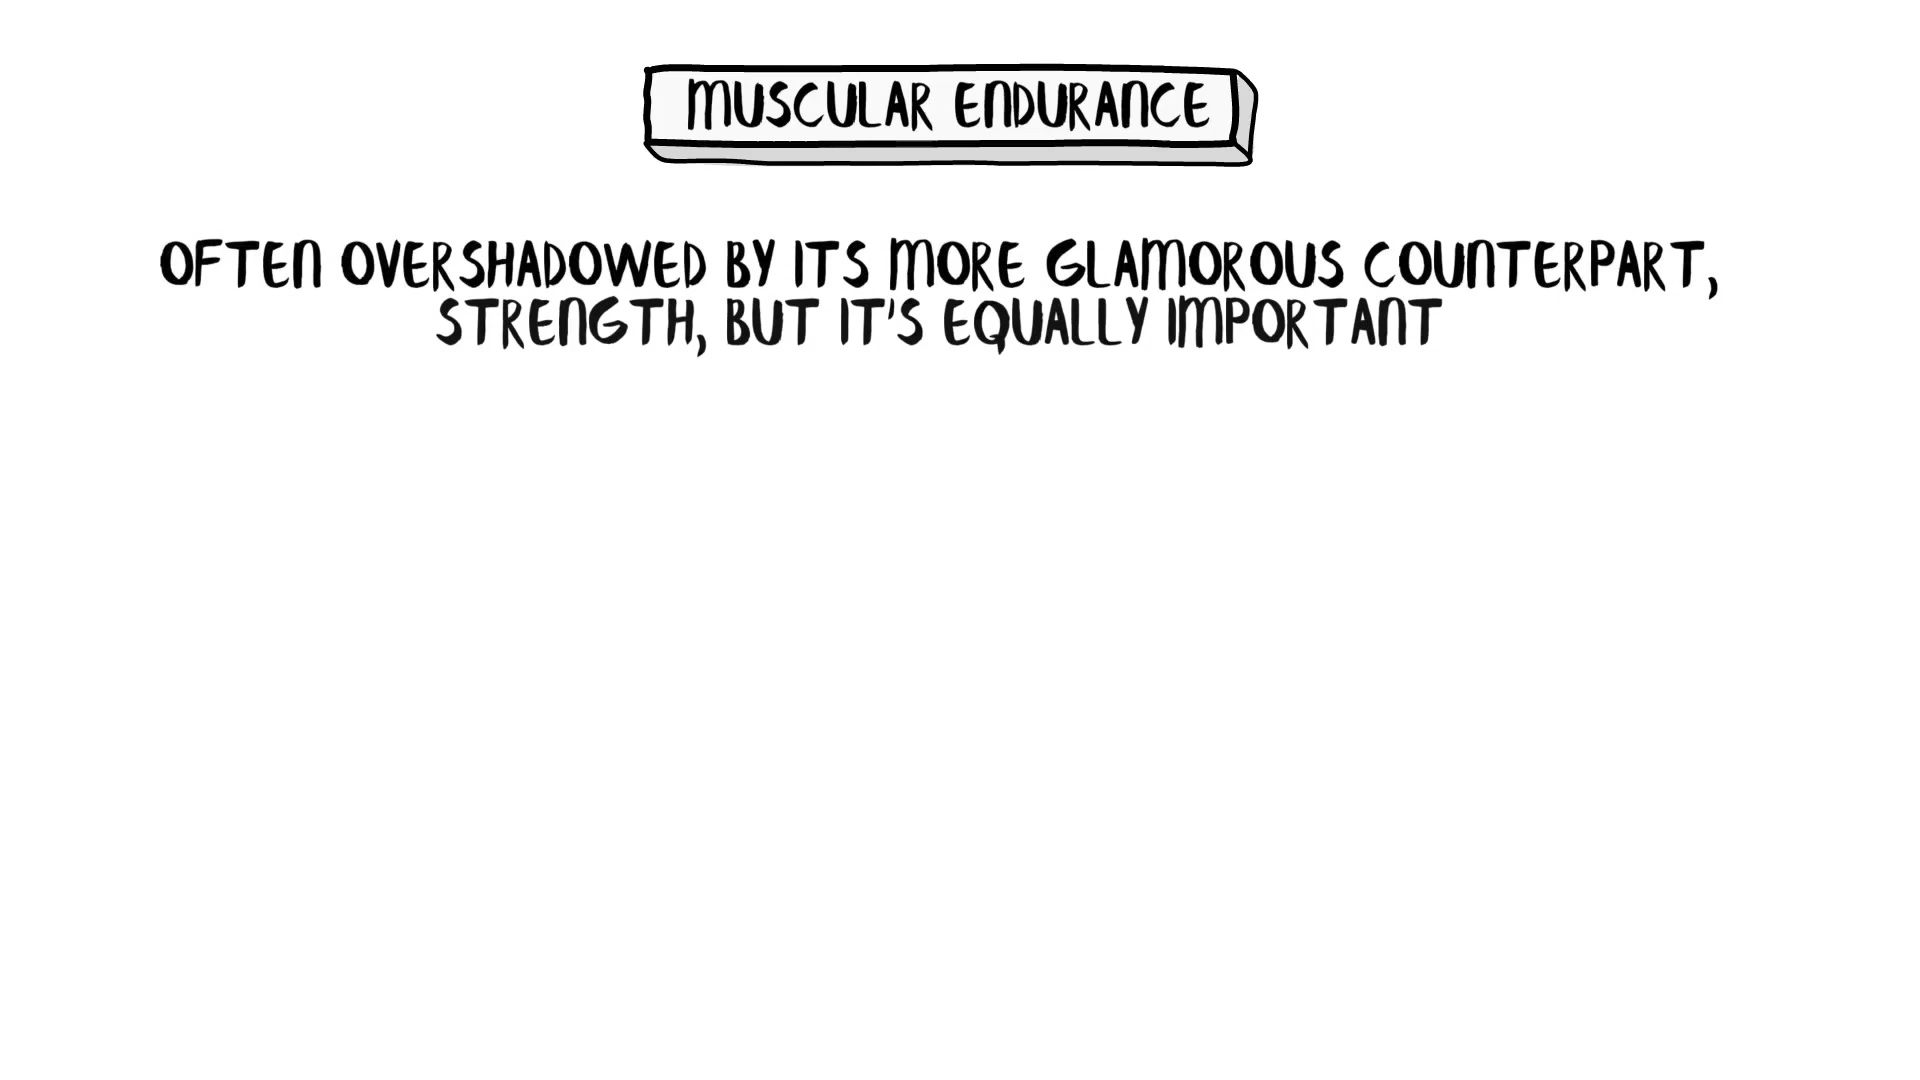 MUSCULAR ENDURANCE
OFTEN OVERSHADOWED BY ITS MORE GLAMOROUS COUNTERPART,
STRENGTH, BUT IT'S EQUALLY IMPORTANT